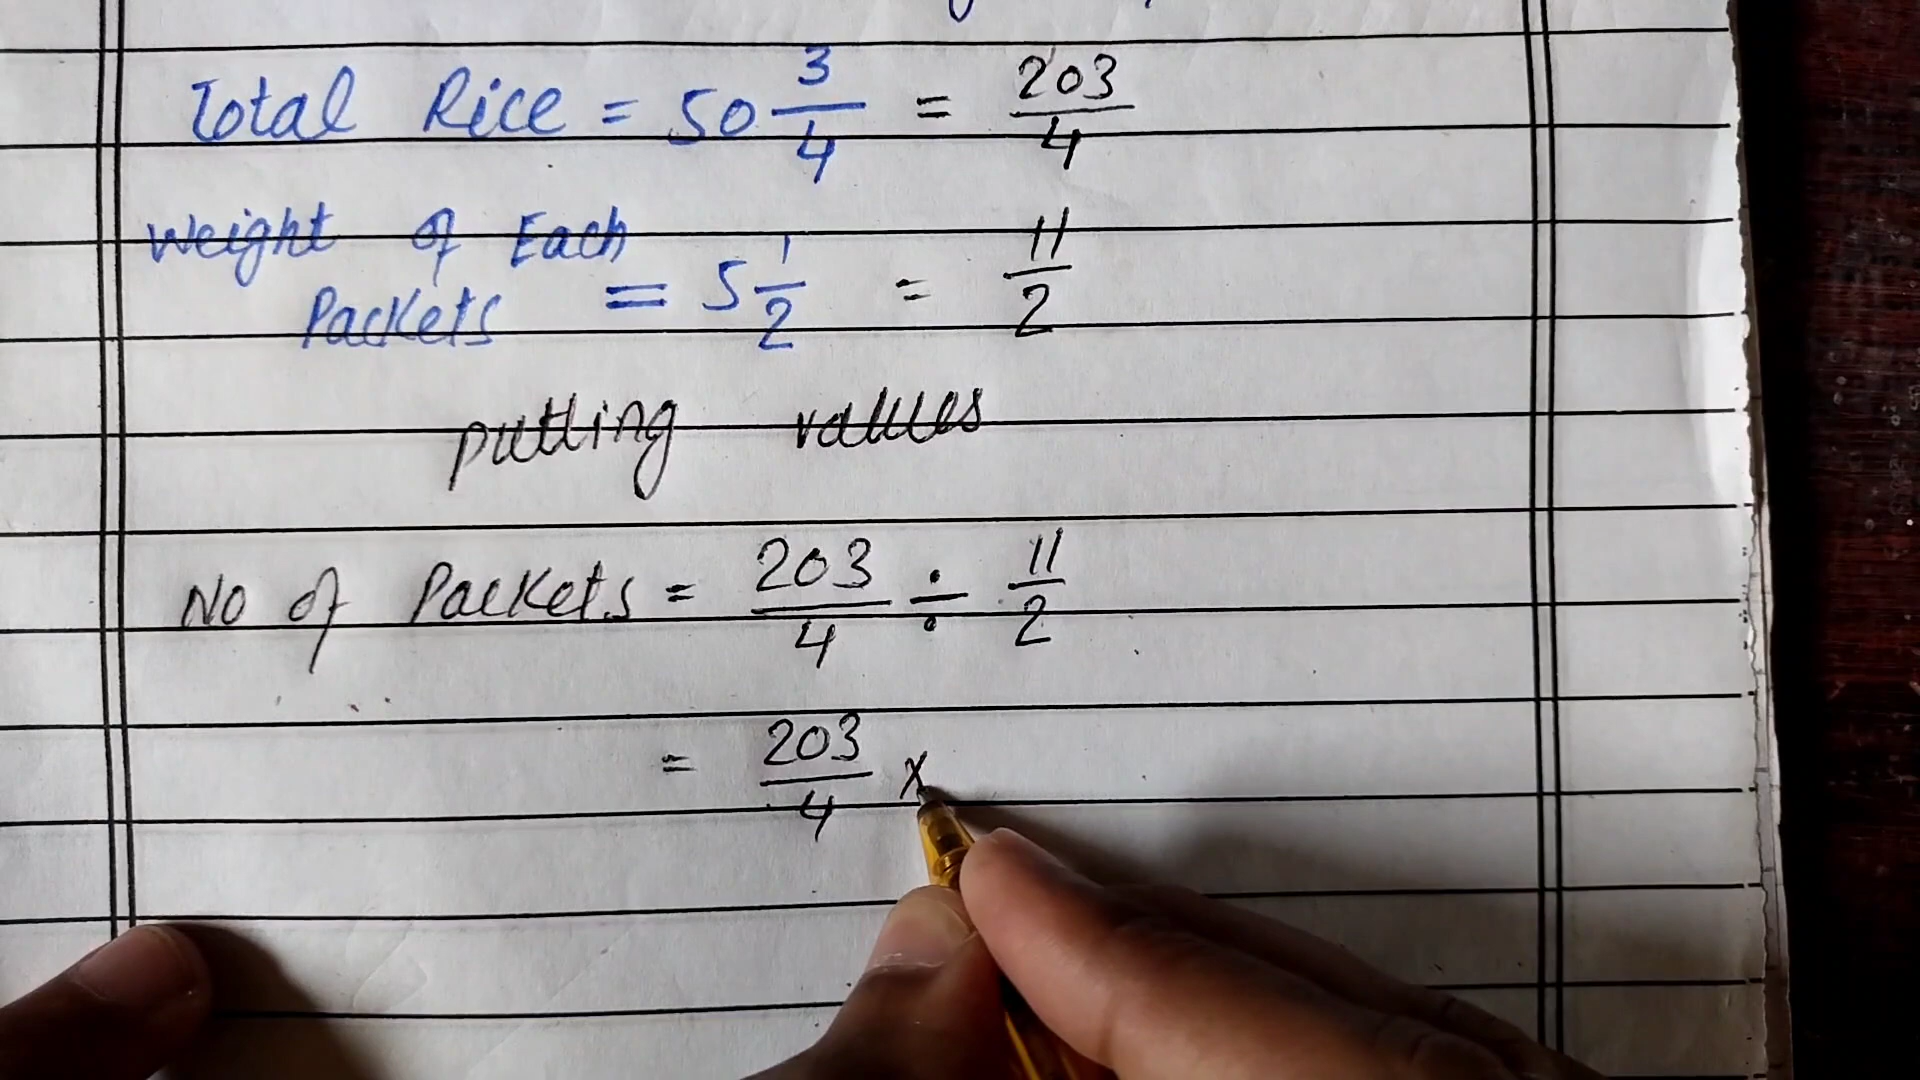 Total Rice = 50 3/4 = 203/4
Weight of Each
Packets = 5 1/2 = 11/2
putting values
No of Packets = 203/4 ÷ 11/2
= 203/4 ×